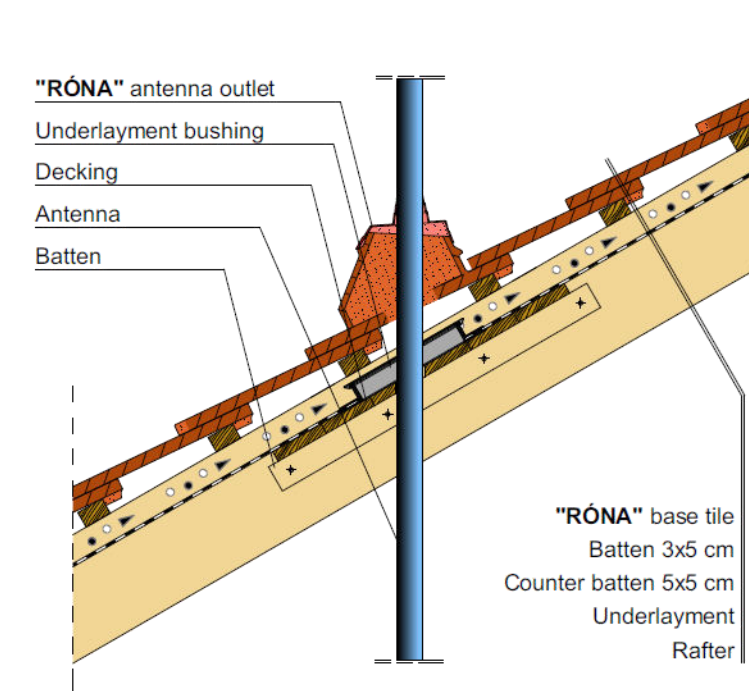 "RÓNA" antenna outlet
Underlayment bushing
Decking
Antenna
Batten
"RÓNA" base tile
Batten 3x5 cm
Counter batten 5x5 cm
Underlayment
Rafter